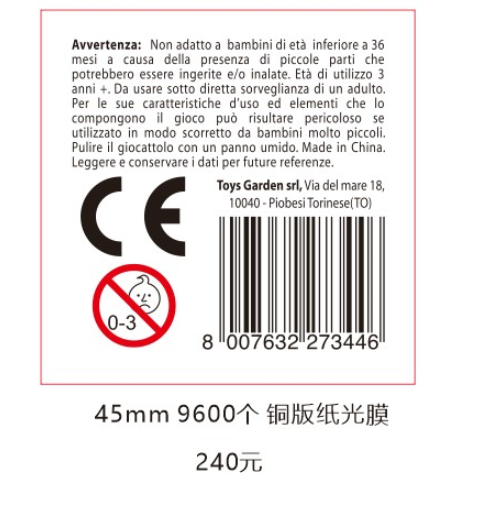 Avvertenza: Non adatto a bambini di età inferiore a 36
mesi a causa della presenza di piccole parti che
potrebbero essere ingerite e/o inalate. Età di utilizzo 3
anni +. Da usare sotto diretta sorveglianza di un adulto.
Per le sue caratteristiche d'uso ed elementi che lo
compongono il gioco può risultare pericoloso se
utilizzato in modo scorretto da bambini molto piccoli.
Pulire il giocattolo con un panno umido. Made in China.
Leggere e conservare i dati per future referenze.
CE
Toys Garden srl, Via del mare 18,
10040 - Piobesi Torinese(TO)
0-3
8 007632 273446
45mm 9600个 铜版纸光膜
240元